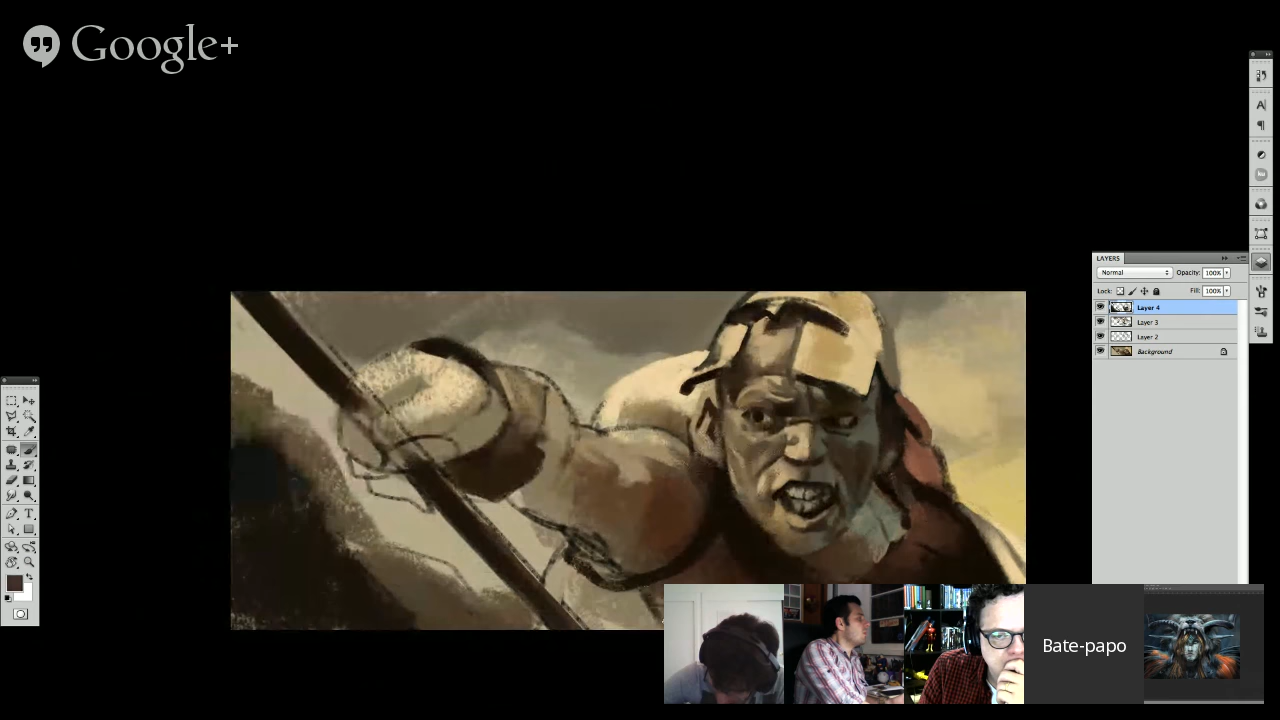 Google+
LAYERS
Normal
Opacity: 100%
Lock:
Fill: 100%
Layer 4
Layer 3
Layer 2
Background
Bate-papo